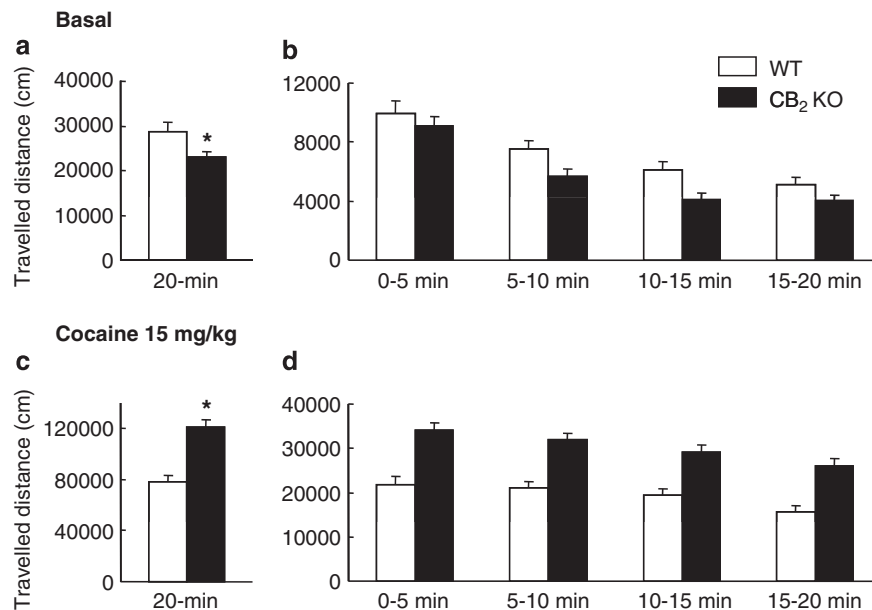 Basal
a
Travelled distance (cm)
40000
30000
20000
10000
0
*
20-min
b
12000
8000
4000
0
0-5 min 5-10 min 10-15 min 15-20 min
WT
CB₂ KO
Cocaine 15 mg/kg
c
Travelled distance (cm)
120000
80000
40000
0
*
20-min
d
40000
30000
20000
10000
0
0-5 min 5-10 min 10-15 min 15-20 min